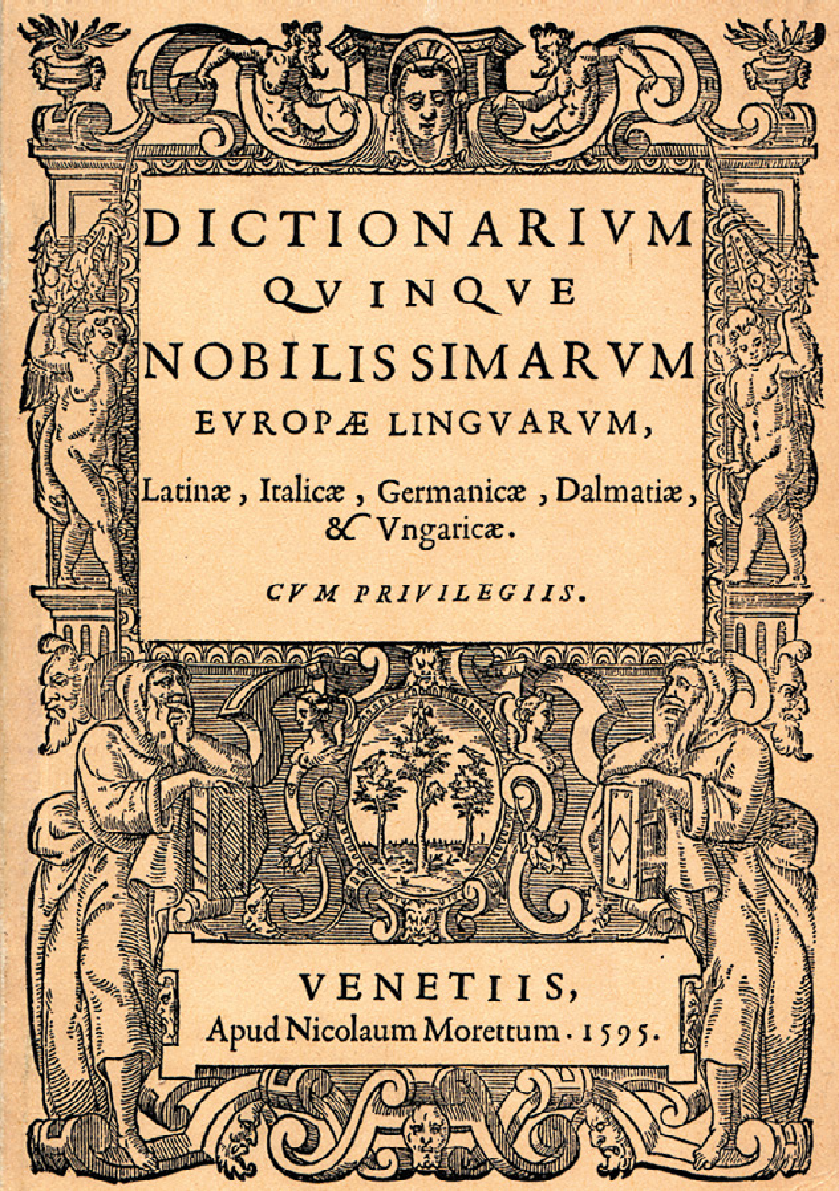 DICTIONARIVM
QVINQVE
NOBILISSIMARVM
EVROPÆ LINGVARVM,
Latinæ, Italicæ, Germanicæ, Dalmatiæ,
& Vngaricæ.
CVM PRIVILEGIIS.
VENETIIS,
Apud Nicolaum Morettum. 1595.